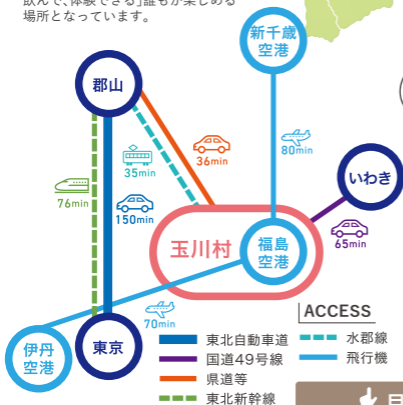 飲んで、体験できる」誰もが楽しめる
場所となっています。
新千歳
空港
郡山
36min
80min
35min
いわき
76min
150min
玉川村
福島
空港
65min
70min
伊丹
空港
東京
ACCESS
東北自動車道
水郡線
国道49号線
飛行機
県道等
東北新幹線